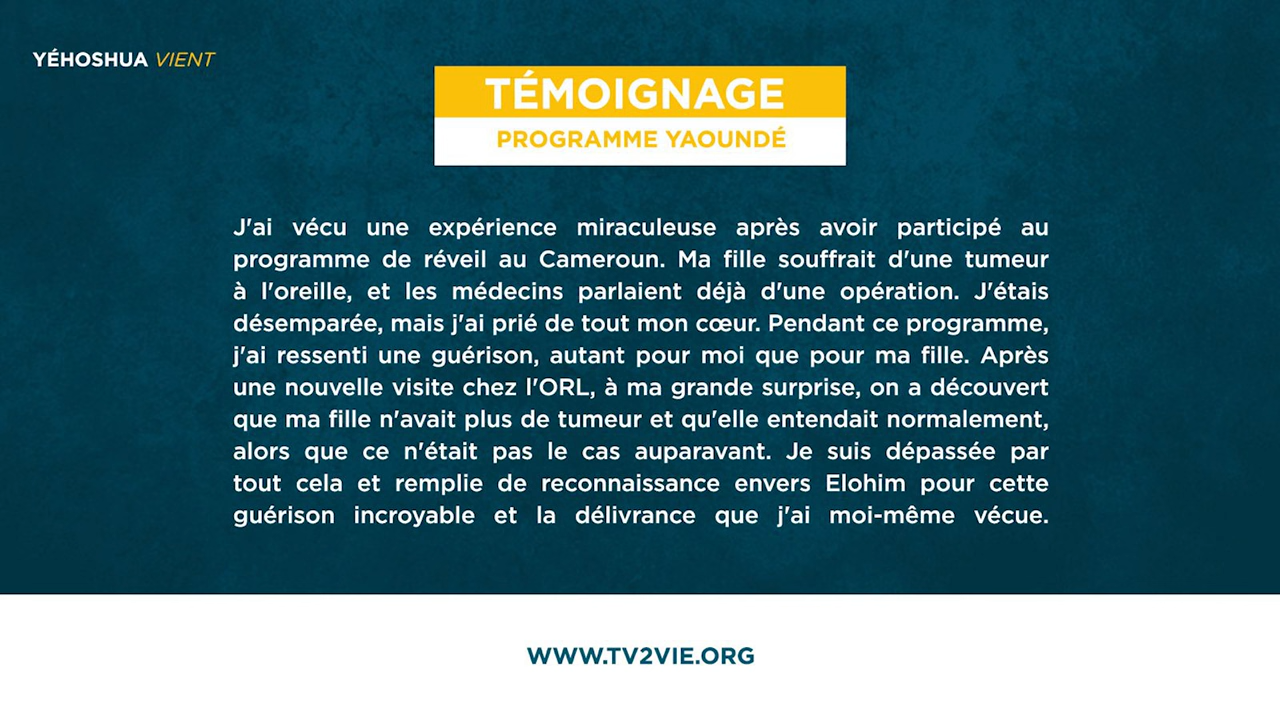 YÉHOSHUA VIENT
TÉMOIGNAGE
PROGRAMME YAOUNDÉ
J'ai vécu une expérience miraculeuse après avoir participé au
programme de réveil au Cameroun. Ma fille souffrait d'une tumeur
à l'oreille, et les médecins parlaient déjà d'une opération. J'étais
désemparée, mais j'ai prié de tout mon cœur. Pendant ce programme,
j'ai ressenti une guérison, autant pour moi que pour ma fille. Après
une nouvelle visite chez l'ORL, à ma grande surprise, on a découvert
que ma fille n'avait plus de tumeur et qu'elle entendait normalement,
alors que ce n'était pas le cas auparavant. Je suis dépassée par
tout cela et remplie de reconnaissance envers Elohim pour cette
guérison incroyable et la délivrance que j'ai moi-même vécue.
WWW.TV2VIE.ORG